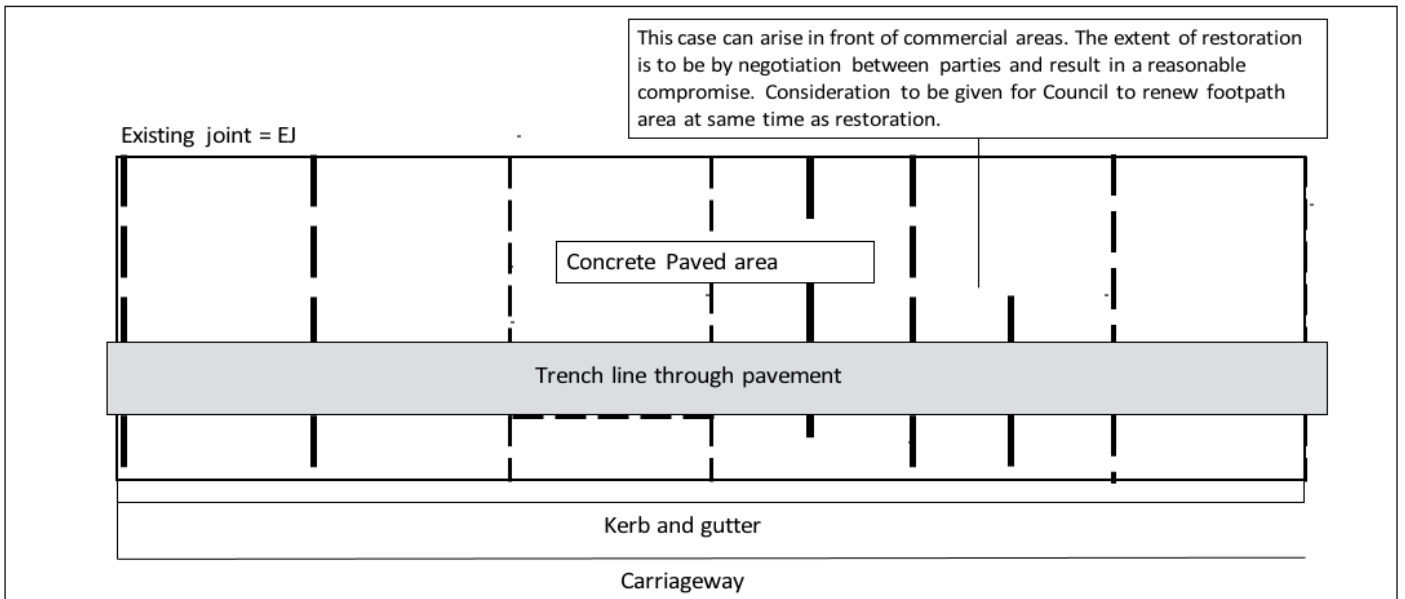 This case can arise in front of commercial areas. The extent of restoration
is to be by negotiation between parties and result in a reasonable
compromise. Consideration to be given for Council to renew footpath
area at same time as restoration.
Existing joint = EJ
Concrete Paved area
Trench line through pavement
Kerb and gutter
Carriageway